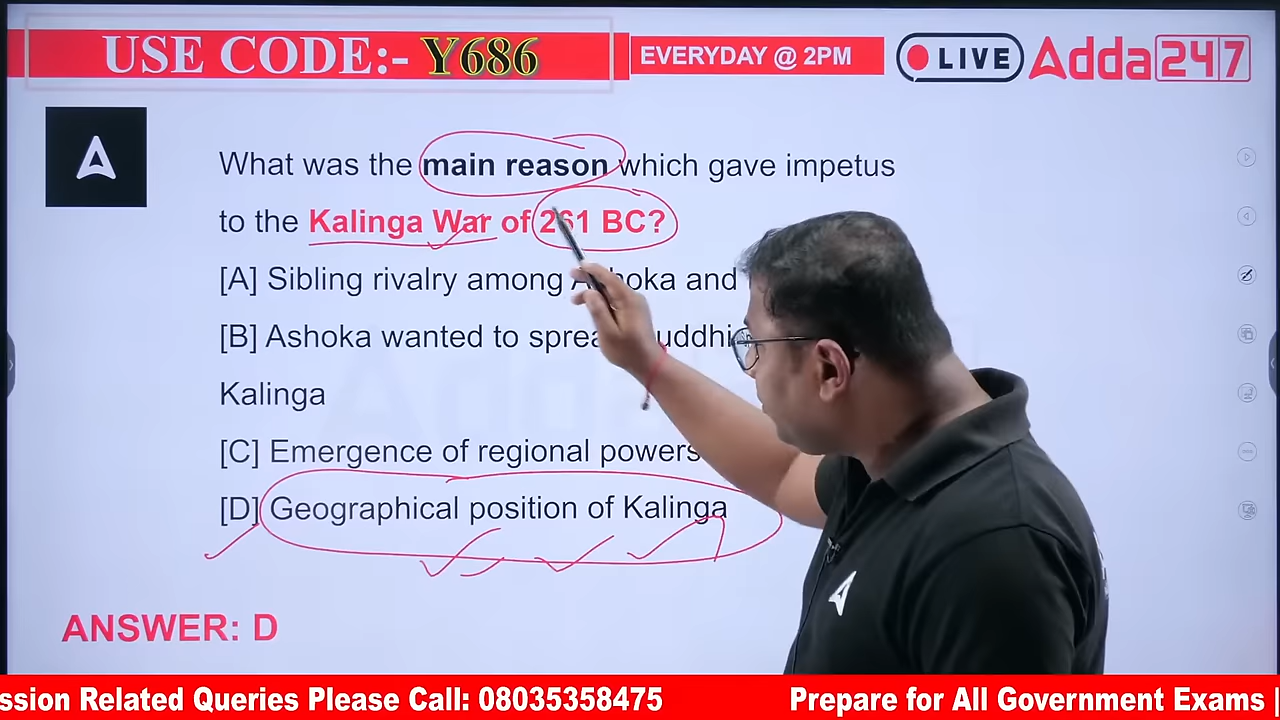 USE CODE:- Y686
EVERYDAY @ 2PM
LIVE
Adda247
What was the main reason which gave impetus
to the Kalinga War of 261 BC?
[A] Sibling rivalry among Ashoka and
[B] Ashoka wanted to
Kalinga
[C] Emergence of regional powers
[D] Geographical position of Kalinga
ANSWER: D
Related Queries Please Call: 08035358475
Prepare for All Government Exams |